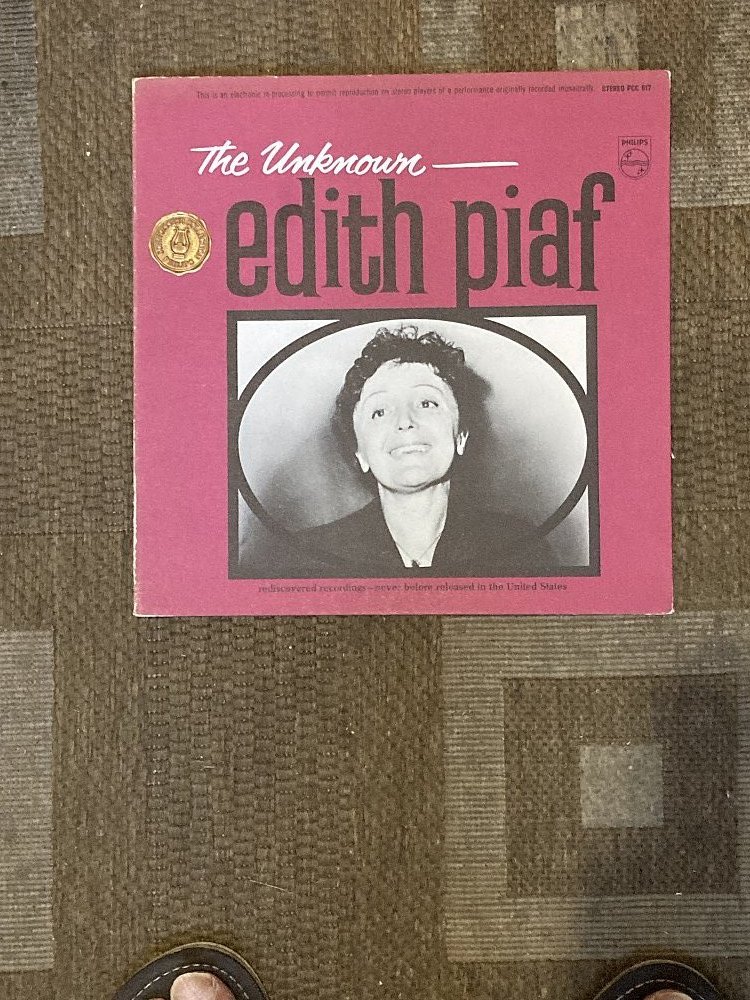 This is an electronic re-processing to permit reproduction on stereo players of a performance originally recorded monaurally. STEREO PCC 617
PHILIPS
The Unknown
edith piaf
rediscovered recordings—never before released in the United States